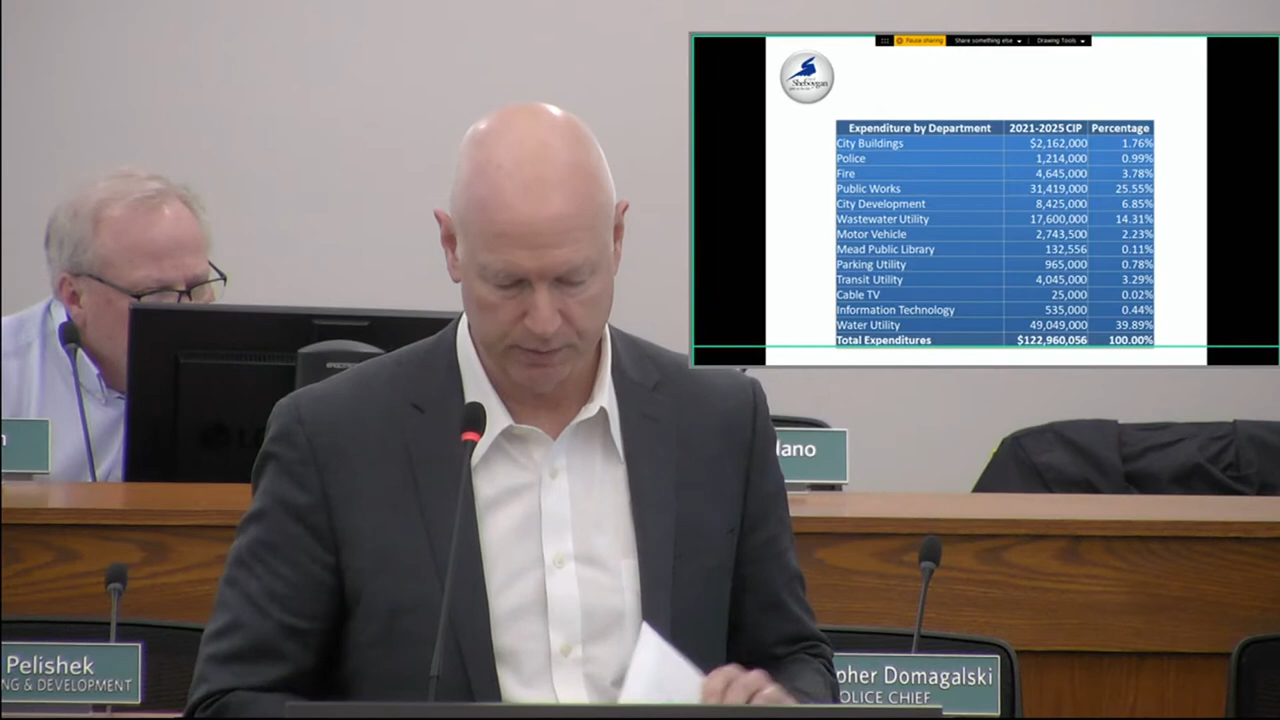 Pause sharing
Share something else
Drawing Tools
Sheboygan
Expenditure by Department 2021-2025 CIP Percentage
City Buildings $2,162,000 1.76%
Police 1,214,000 0.99%
Fire 4,645,000 3.78%
Public Works 31,419,000 25.55%
City Development 8,425,000 6.85%
Wastewater Utility 17,600,000 14.31%
Motor Vehicle 2,743,500 2.23%
Mead Public Library 132,556 0.11%
Parking Utility 965,000 0.78%
Transit Utility 4,045,000 3.29%
Cable TV 25,000 0.02%
Information Technology 535,000 0.44%
Water Utility 49,049,000 39.89%
Total Expenditures $122,960,056 100.00%
n
lano
Pelishek
NG & DEVELOPMENT
pher Domagalski
OLICE CHIEF